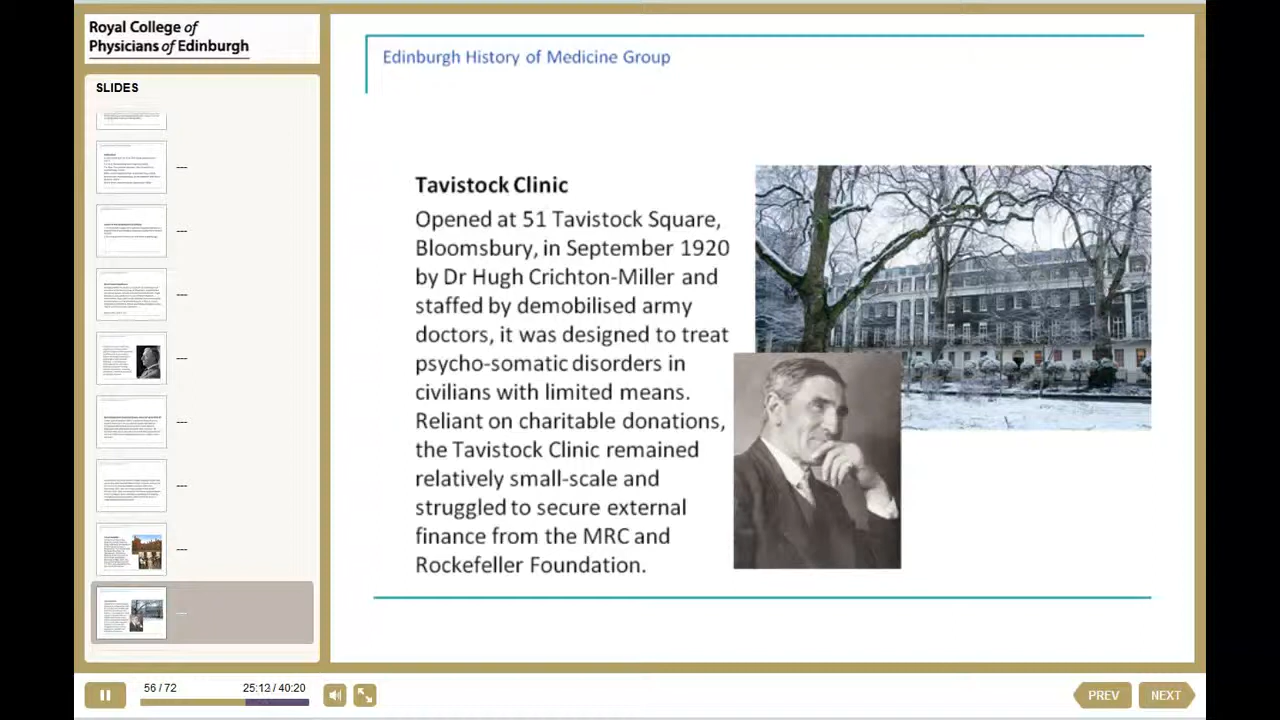 Royal College of
Physicians of Edinburgh
SLIDES
Edinburgh History of Medicine Group
Tavistock Clinic
Opened at 51 Tavistock Square,
Bloomsbury, in September 1920
by Dr Hugh Crichton-Miller and
staffed by demobilised army
doctors, it was designed to treat
psycho-somatic disorders in
civilians with limited means.
Reliant on charitable donations,
the Tavistock Clinic remained
relatively small-scale and
struggled to secure external
finance from the MRC and
Rockefeller Foundation.
56 / 72
25:13 / 40:20
PREV
NEXT